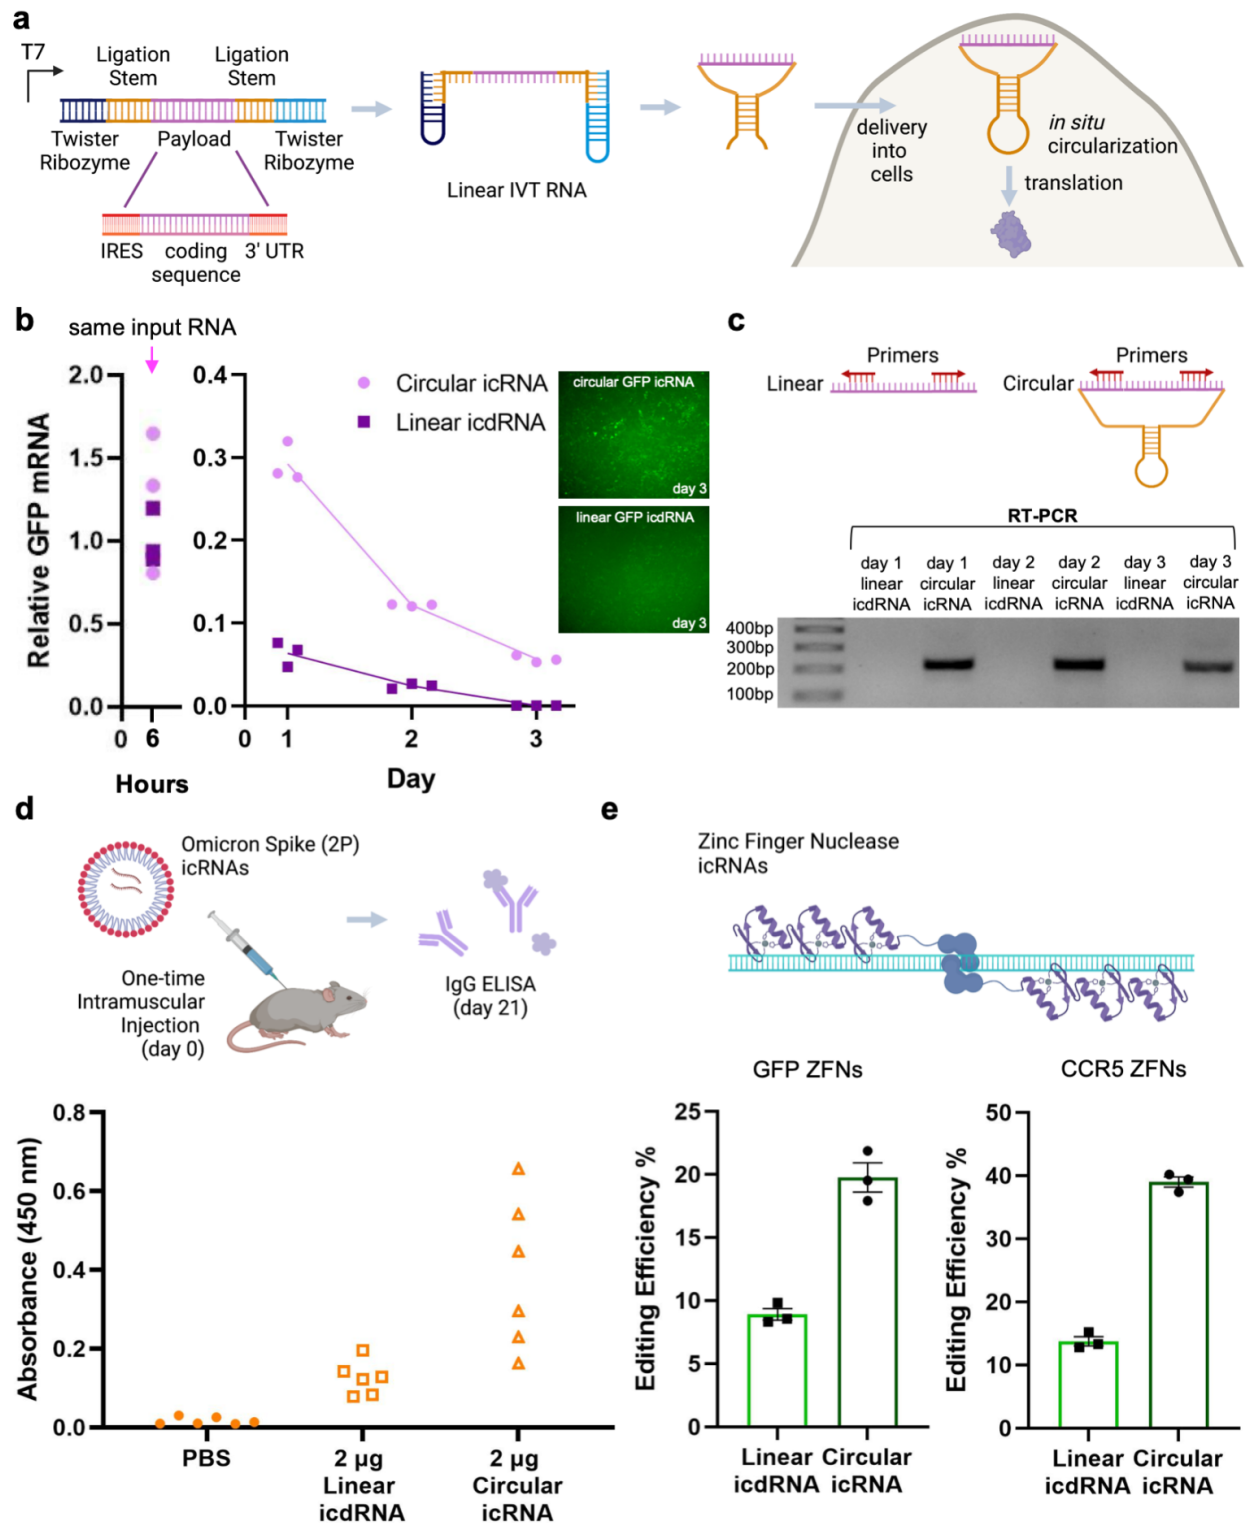 a
T7
Ligation
Stem
Ligation
Stem
Twister
Ribozyme
Payload
Twister
Ribozyme
IRES
coding
sequence
3' UTR
Linear IVT RNA
delivery
into
cells
in situ
circularization
translation
b
same input RNA
Relative GFP mRNA
2.0
1.5
1.0
0.5
0.0
0
6
Hours
0.4
0.3
0.2
0.1
0.0
0
1
2
3
Day
Circular icRNA
Linear icdRNA
circular GFP icRNA
day 3
linear GFP icdRNA
day 3
c
Primers
Linear
Primers
Circular
RT-PCR
day 1
linear
icdRNA
day 1
circular
icRNA
day 2
linear
icdRNA
day 2
circular
icRNA
day 3
linear
icdRNA
day 3
circular
icRNA
400bp
300bp
200bp
100bp
d
Omicron Spike (2P)
icRNAs
One-time
Intramuscular
Injection
(day 0)
IgG ELISA
(day 21)
Absorbance (450 nm)
0.8
0.6
0.4
0.2
0.0
PBS
2 µg
Linear
icdRNA
2 µg
Circular
icRNA
e
Zinc Finger Nuclease
icRNAs
GFP ZFNs
Editing Efficiency %
25
20
15
10
5
0
Linear
icdRNA
Circular
icRNA
CCR5 ZFNs
Editing Efficiency %
50
40
30
20
10
0
Linear
icdRNA
Circular
icRNA